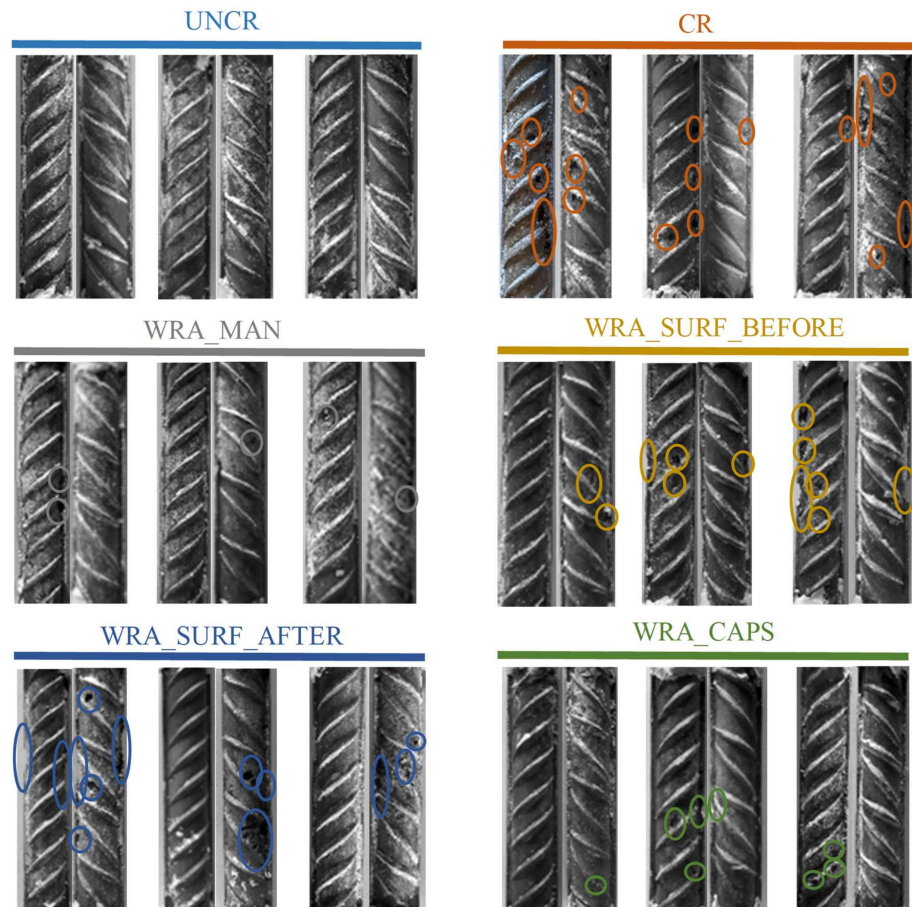 UNCR
CR
WRA_MAN
WRA_SURF_BEFORE
WRA_SURF_AFTER
WRA_CAPS